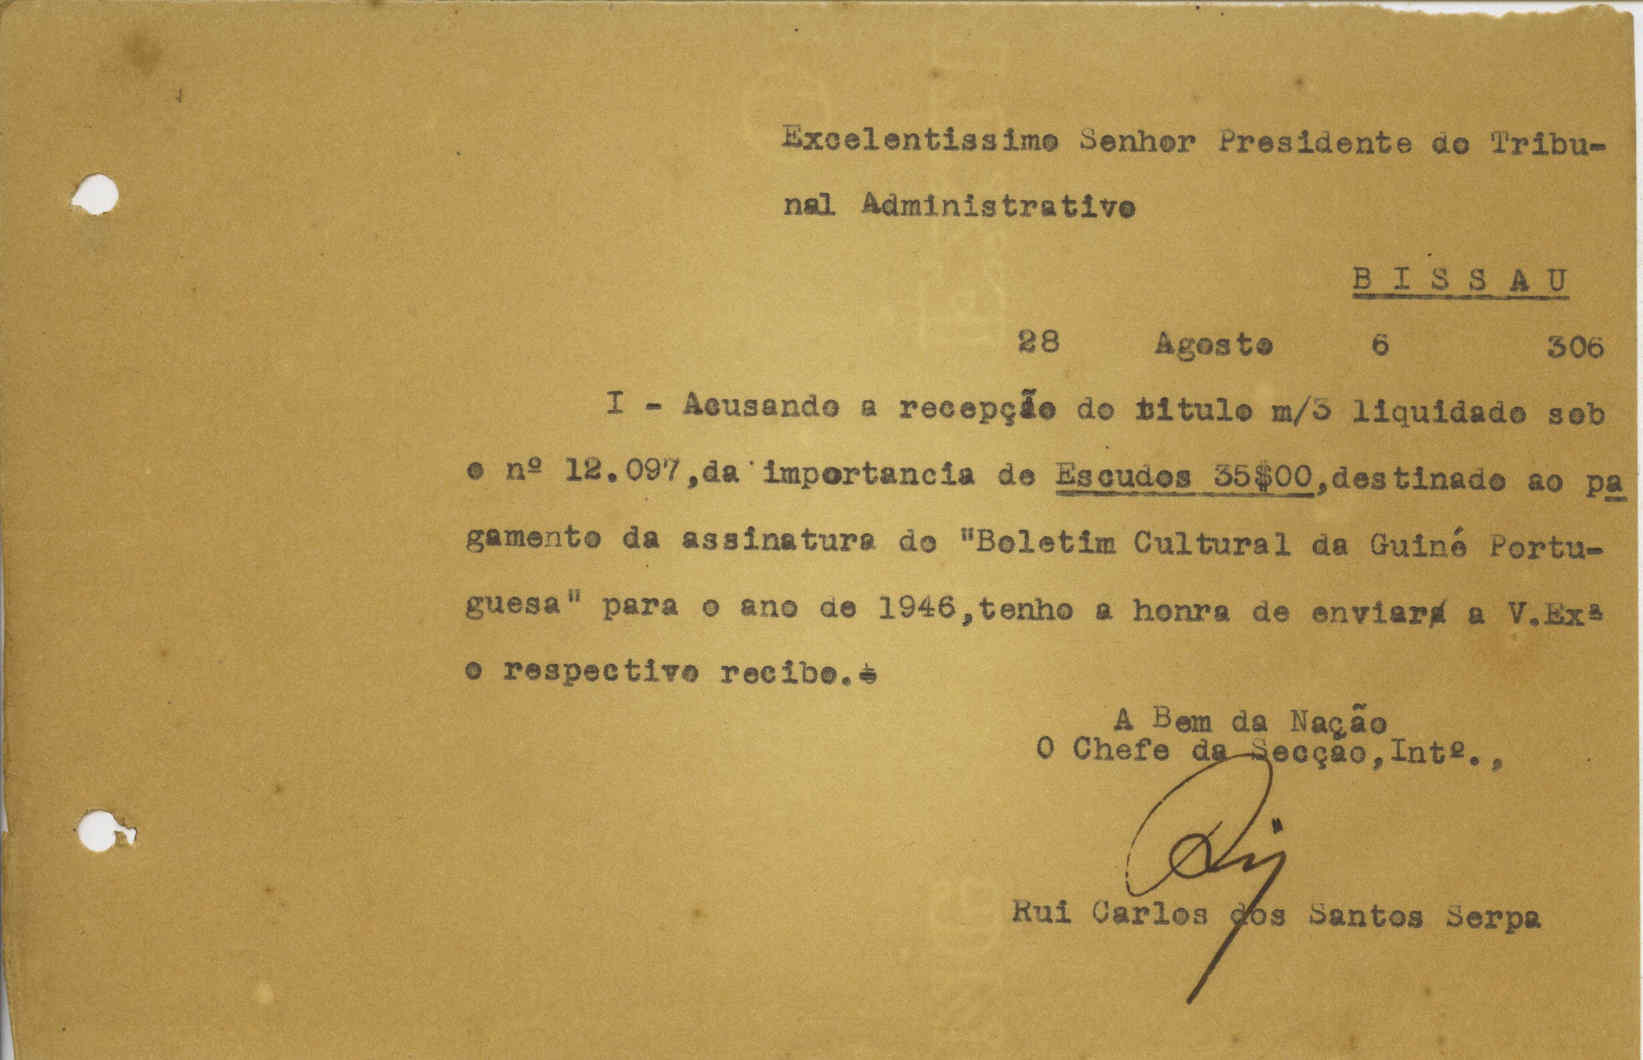 Excelentissimo Senhor Presidente do Tribu-
nal Administrativo
B I S S A U
28 Agosto 6 306
I - Acusando a recepção do titulo m/3 liquidado sob
o nº 12.097,da importancia de Escudos 35$00,destinado ao pa
gamento da assinatura do "Boletim Cultural da Guiné Portu-
guesa" para o ano de 1946,tenho a honra de enviar a V.Exª
o respectivo recibo.
A Bem da Nação
O Chefe da Secção,Intº.,
Rui Carlos dos Santos Serpa